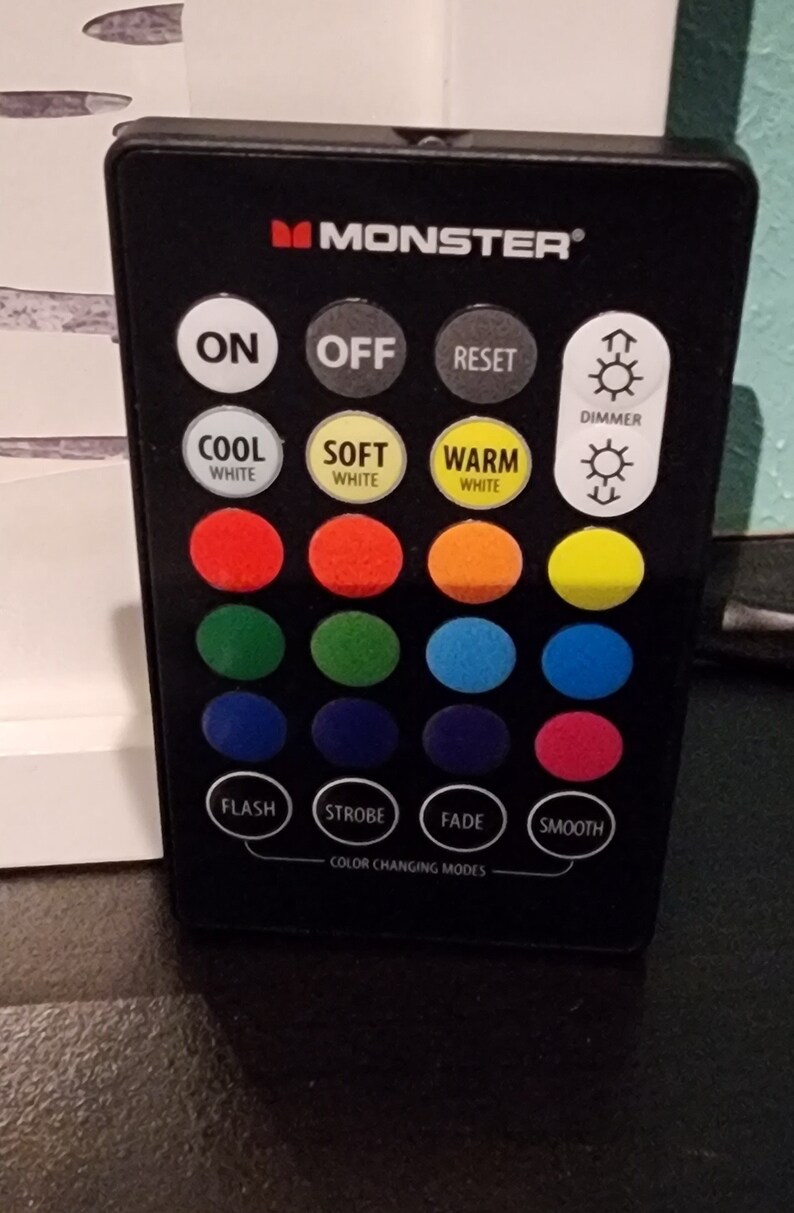 MONSTER®
ON
OFF
RESET
DIMMER
COOL
WHITE
SOFT
WHITE
WARM
WHITE
FLASH
STROBE
FADE
SMOOTH
COLOR CHANGING MODES